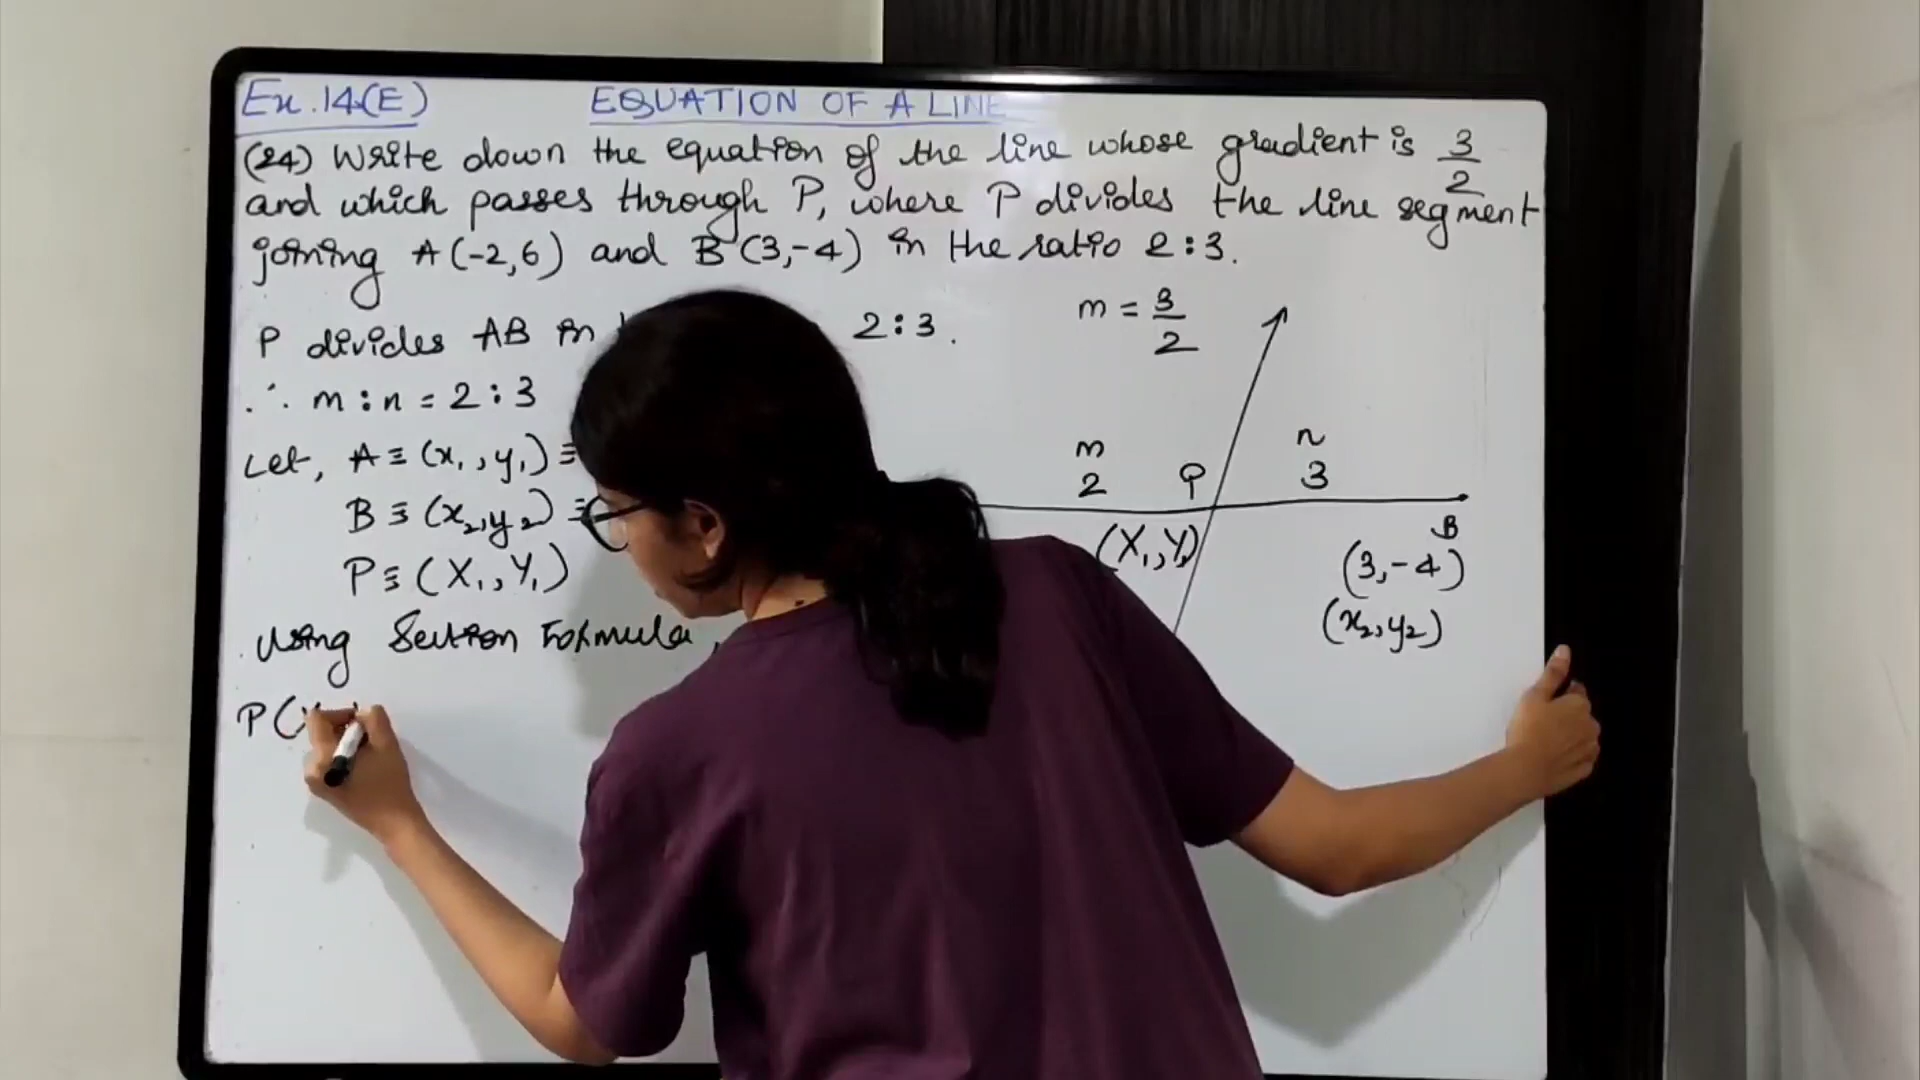 Ex.14(E) EQUATION OF A LINE
(24) Write down the equation of the line whose gradient is 3/2
and which passes through P, where P divides the line segment
joining A(-2,6) and B(3,-4) in the ratio 2:3.
P divides AB in 2:3.
∴ m:n = 2:3
Let, A ≡ (x₁,y₁) ≡
B ≡ (x₂,y₂) ≡
P ≡ (X₁,Y₁)
Using Section Formula,
P(
m = 3/2
m n
2 P 3
(X₁,Y₁) B
(3,-4)
(x₂,y₂)